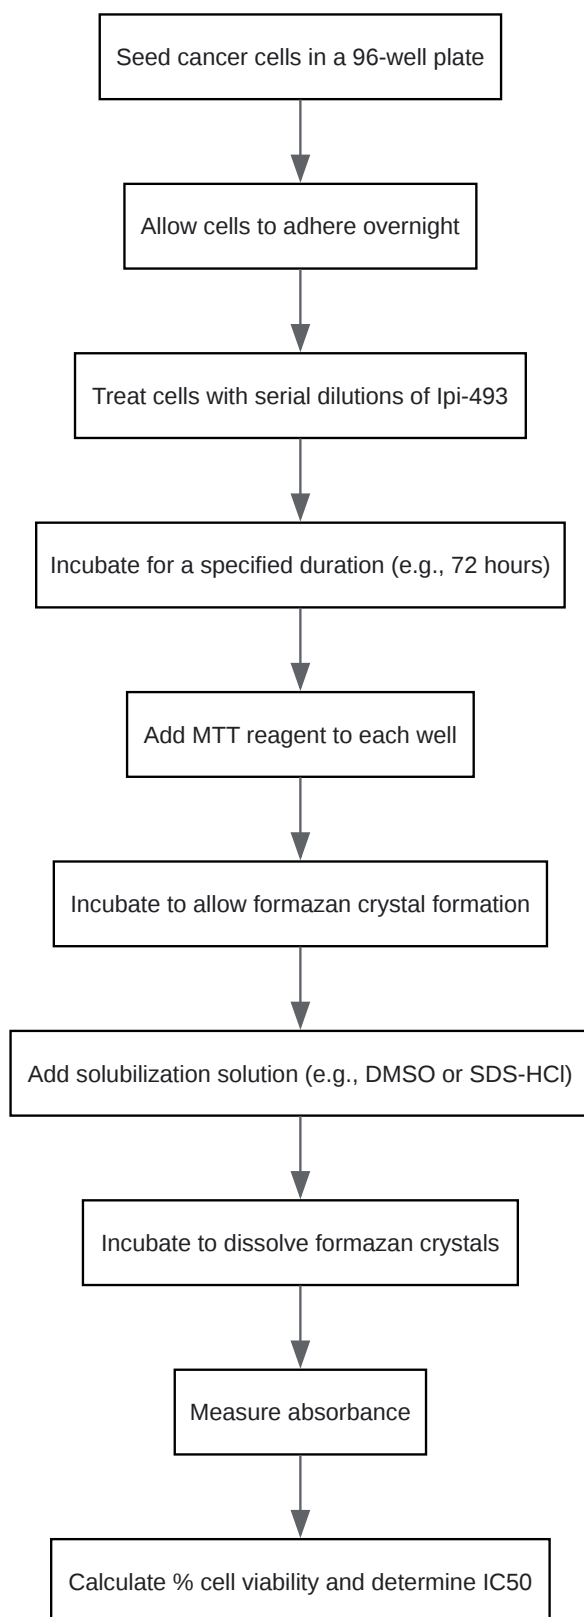 Seed cancer cells in a 96-well plate
Allow cells to adhere overnight
Treat cells with serial dilutions of Ipi-493
Incubate for a specified duration (e.g., 72 hours)
Add MTT reagent to each well
Incubate to allow formazan crystal formation
Add solubilization solution (e.g., DMSO or SDS-HCl)
Incubate to dissolve formazan crystals
Measure absorbance
Calculate % cell viability and determine IC50